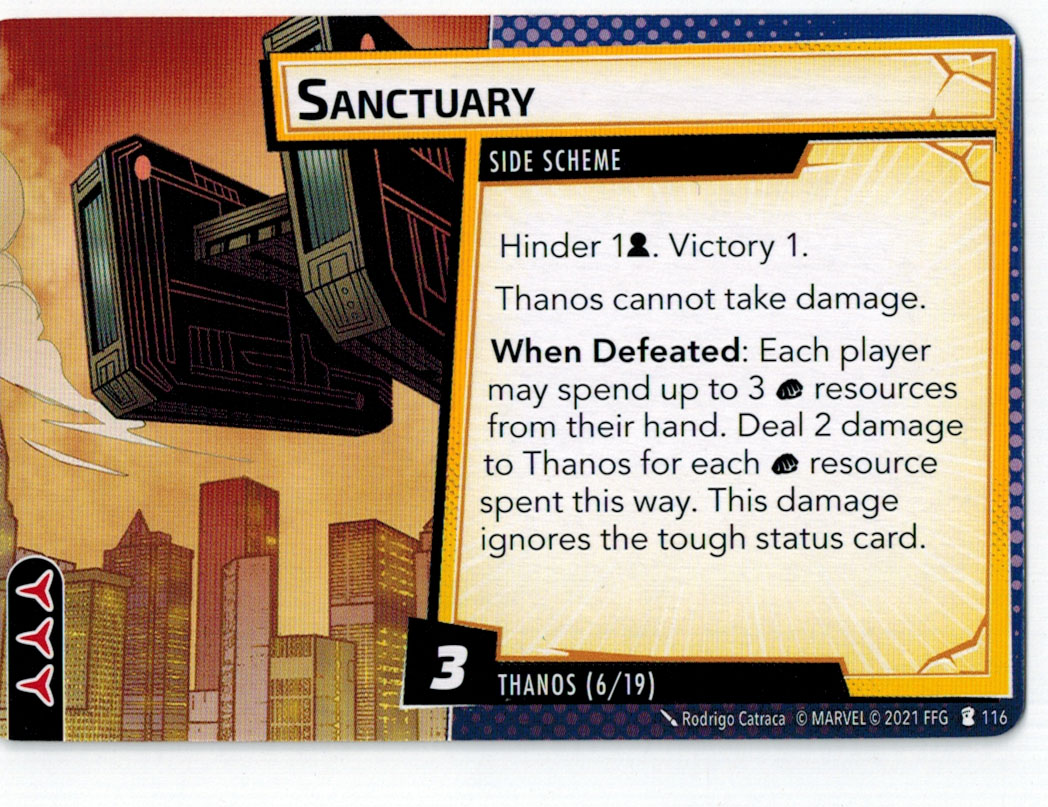 SANCTUARY
SIDE SCHEME
Hinder 1. Victory 1.
Thanos cannot take damage.
When Defeated: Each player
may spend up to 3 resources
from their hand. Deal 2 damage
to Thanos for each resource
spent this way. This damage
ignores the tough status card.
3
THANOS (6/19)
Rodrigo Catraca © MARVEL © 2021 FFG 116